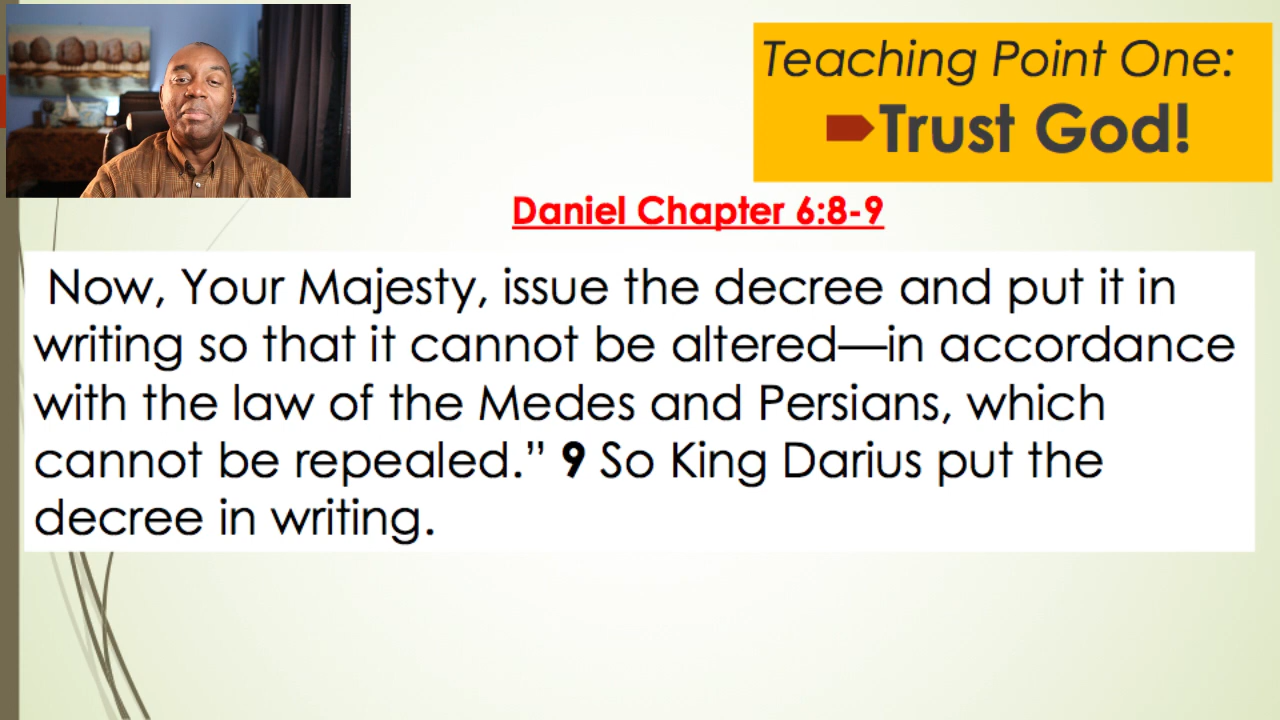 Teaching Point One:
Trust God!
Daniel Chapter 6:8-9
Now, Your Majesty, issue the decree and put it in
writing so that it cannot be altered—in accordance
with the law of the Medes and Persians, which
cannot be repealed.” 9 So King Darius put the
decree in writing.